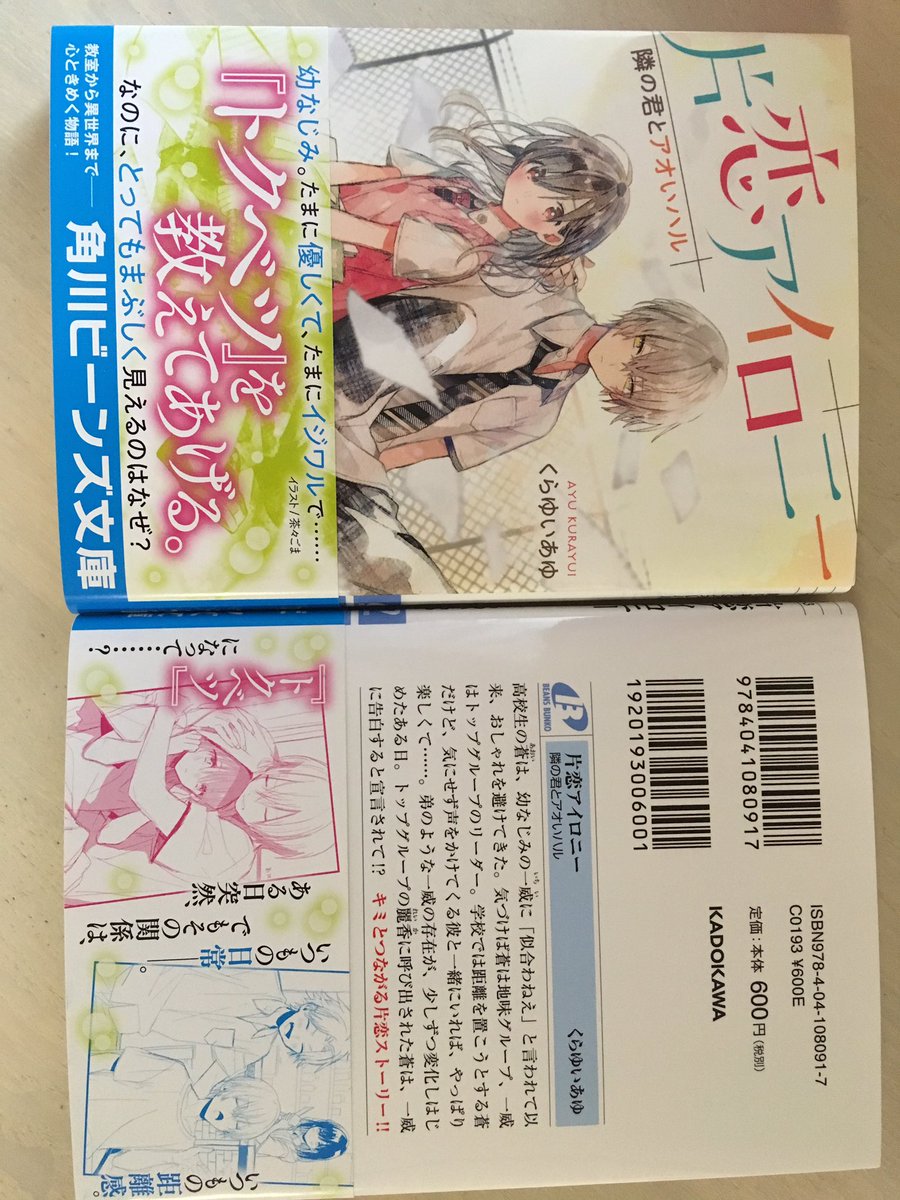 片恋アイロニー
隣の君とアオいハル
AYU KURAYUI
くらゆいあゆ
幼なじみ。たまに優しくて、たまにイジワルで……
イラスト/茶々ごま
『トクベツ』を
教えてあげる。
なのに、とってもまぶしく見えるのはなぜ?
教室から異世界まで──
心ときめく物語!
角川ビーンズ文庫
9784041080917
1920193006001
ISBN978-4-04-108091-7
C0193 ¥600E
定価:本体600円(税別)
KADOKAWA
BEANS BUNKO
片恋アイロニー
隣の君とアオいハル
くらゆいあゆ
高校生の蒼は、幼なじみの一威に「似合わねえ」と言われて以
来、おしゃれを避けてきた。気づけば蒼は地味グループ、一威
はトップグループのリーダー。学校では距離を置こうとする蒼
だけど、気にせず声をかけてくる彼と一緒にいれば、やっぱり
楽しくて……。弟のような一威の存在が、少しずつ変化しはじ
めたある日。トップグループの麗香に呼び出された蒼は、一威
に告白すると宣言されて!? キミとつながる片恋ストーリー!!
いつもの距離感。
いつもの日常──。
でもその関係は、
ある日突然、
『トクベツ』
になって……?